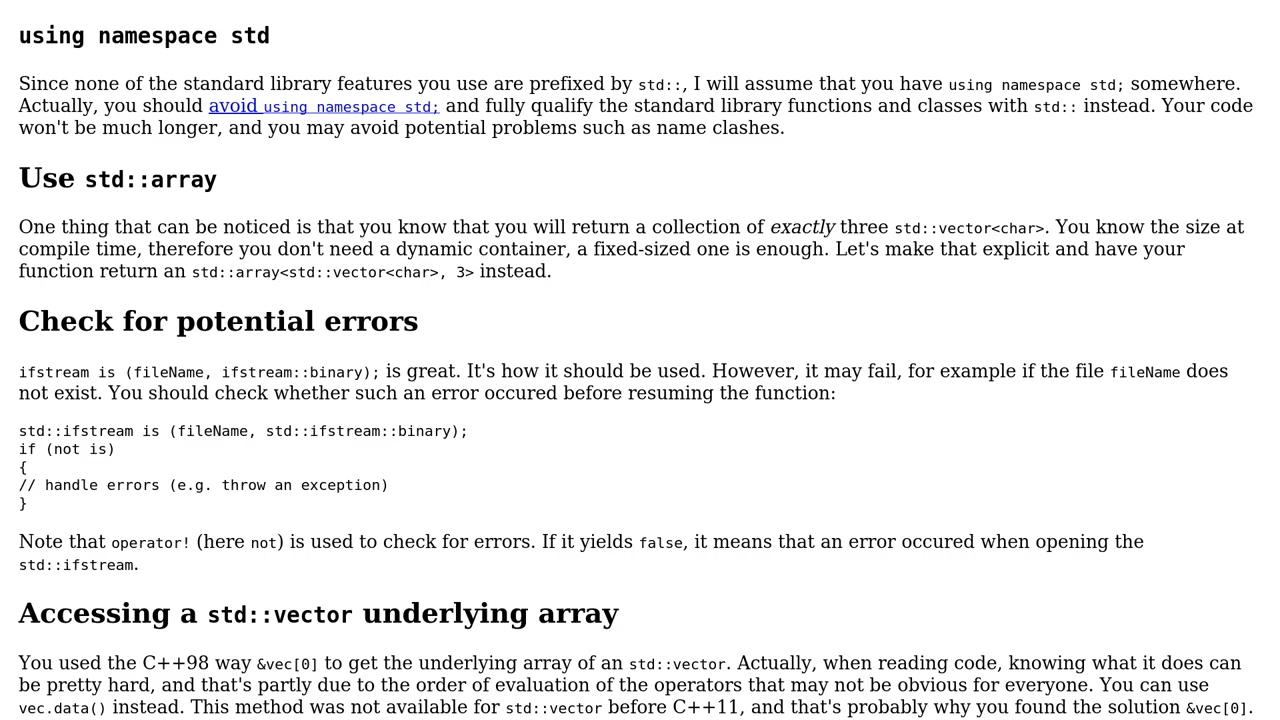 using namespace std
Since none of the standard library features you use are prefixed by std::, I will assume that you have using namespace std; somewhere.
Actually, you should avoid using namespace std; and fully qualify the standard library functions and classes with std:: instead. Your code
won't be much longer, and you may avoid potential problems such as name clashes.
Use std::array
One thing that can be noticed is that you know that you will return a collection of exactly three std::vector<char>. You know the size at
compile time, therefore you don't need a dynamic container, a fixed-sized one is enough. Let's make that explicit and have your
function return an std::array<std::vector<char>, 3> instead.
Check for potential errors
ifstream is (fileName, ifstream::binary); is great. It's how it should be used. However, it may fail, for example if the file fileName does
not exist. You should check whether such an error occured before resuming the function:
std::ifstream is (fileName, std::ifstream::binary);
if (not is)
{
// handle errors (e.g. throw an exception)
}
Note that operator! (here not) is used to check for errors. If it yields false, it means that an error occured when opening the
std::ifstream.
Accessing a std::vector underlying array
You used the C++98 way &vec[0] to get the underlying array of an std::vector. Actually, when reading code, knowing what it does can
be pretty hard, and that's partly due to the order of evaluation of the operators that may not be obvious for everyone. You can use
vec.data() instead. This method was not available for std::vector before C++11, and that's probably why you found the solution &vec[0].